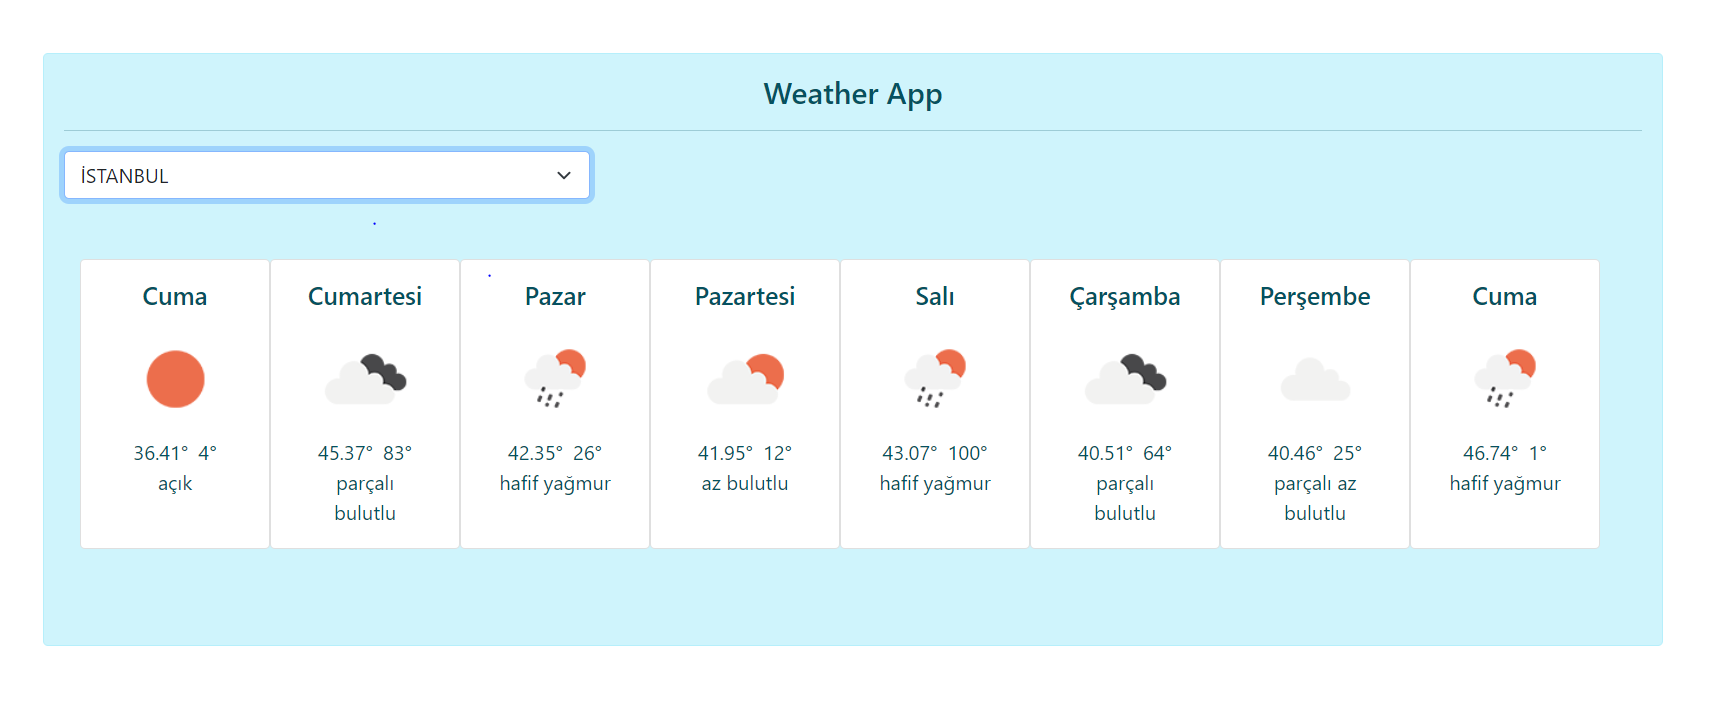 Weather App
İSTANBUL
Cuma
36.41° 4°
açık
Cumartesi
45.37° 83°
parçalı
bulutlu
Pazar
42.35° 26°
hafif yağmur
Pazartesi
41.95° 12°
az bulutlu
Salı
43.07° 100°
hafif yağmur
Çarşamba
40.51° 64°
parçalı
bulutlu
Perşembe
40.46° 25°
parçalı az
bulutlu
Cuma
46.74° 1°
hafif yağmur